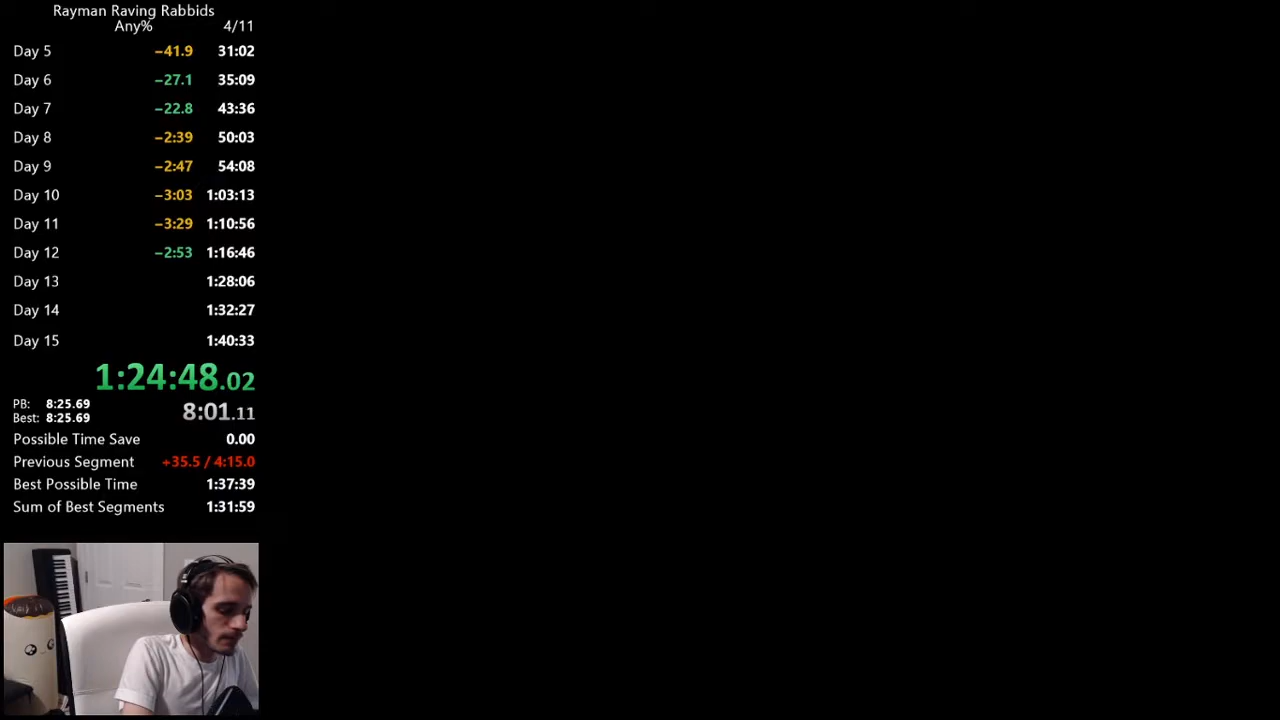 Rayman Raving Rabbids
Any% 4/11
Day 5 −41.9 31:02
Day 6 −27.1 35:09
Day 7 −22.8 43:36
Day 8 −2:39 50:03
Day 9 −2:47 54:08
Day 10 −3:03 1:03:13
Day 11 −3:29 1:10:56
Day 12 −2:53 1:16:46
Day 13 1:28:06
Day 14 1:32:27
Day 15 1:40:33
1:24:48.02
PB: 8:25.69
Best: 8:25.69
8:01.11
Possible Time Save 0.00
Previous Segment +35.5 / 4:15.0
Best Possible Time 1:37:39
Sum of Best Segments 1:31:59